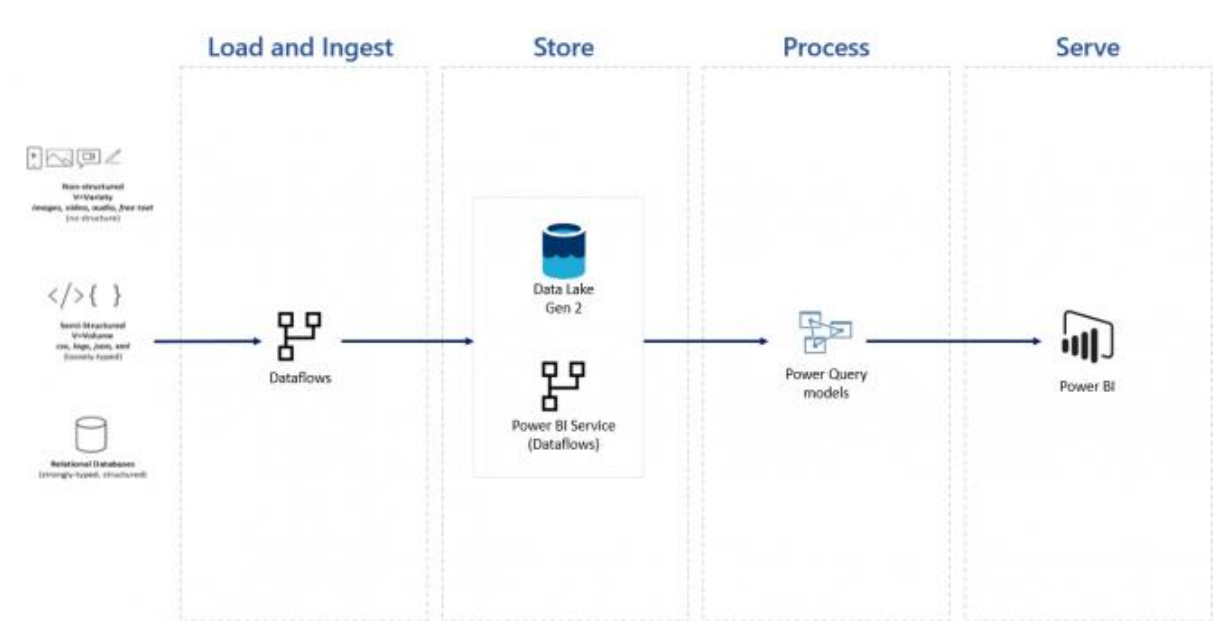 Load and Ingest
Store
Process
Serve
Non-structured
V=Variety
images, video, audio, free text
(no structure)
</>{ }
Semi-Structured
V=Volume
csv, logs, json, xml
(loosely-typed)
Relational Databases
(strongly-typed, structured)
Dataflows
Data Lake
Gen 2
Power BI Service
(Dataflows)
Power Query
models
Power BI